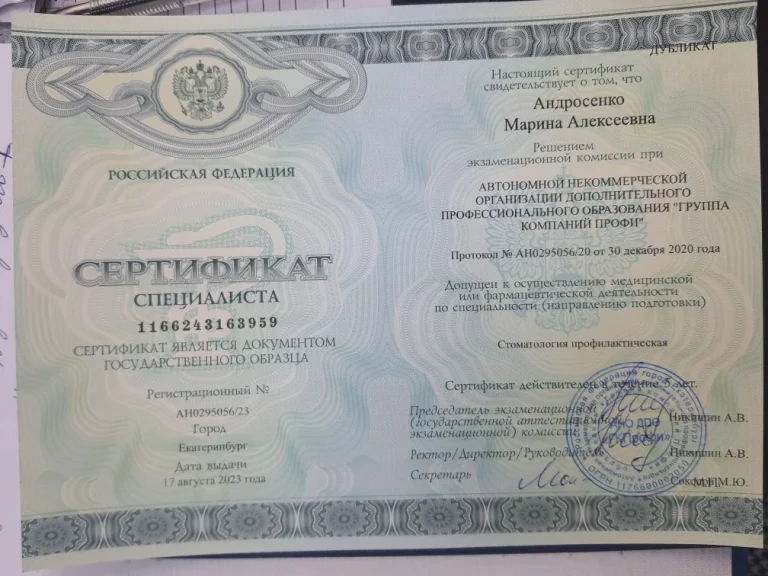 РОССИЙСКАЯ ФЕДЕРАЦИЯ
СЕРТИФИКАТ
СПЕЦИАЛИСТА
1166243163959
СЕРТИФИКАТ ЯВЛЯЕТСЯ ДОКУМЕНТОМ
ГОСУДАРСТВЕННОГО ОБРАЗЦА
Регистрационный №
АН0295056/23
Город
Екатеринбург
Дата выдачи
17 августа 2023 года
ДУБЛИКАТ
Настоящий сертификат
свидетельствует о том, что
Андросенко
Марина Алексеевна
Решением
экзаменационной комиссии при
АВТОНОМНОЙ НЕКОММЕРЧЕСКОЙ
ОРГАНИЗАЦИИ ДОПОЛНИТЕЛЬНОГО
ПРОФЕССИОНАЛЬНОГО ОБРАЗОВАНИЯ "ГРУППА
КОМПАНИЙ ПРОФИ"
Протокол № АН0295056/20 от 30 декабря 2020 года
Допущен к осуществлению медицинской
или фармацевтической деятельности
по специальности (направлению подготовки)
Стоматология профилактическая
Сертификат действителен в течение 5 лет.
Председатель экзаменационной
(государственной аттестационной
экзаменационной) комиссии
Никишин А.В.
Ректор/Директор/Руководитель
Никишин А.В.
Секретарь
М.Ю.